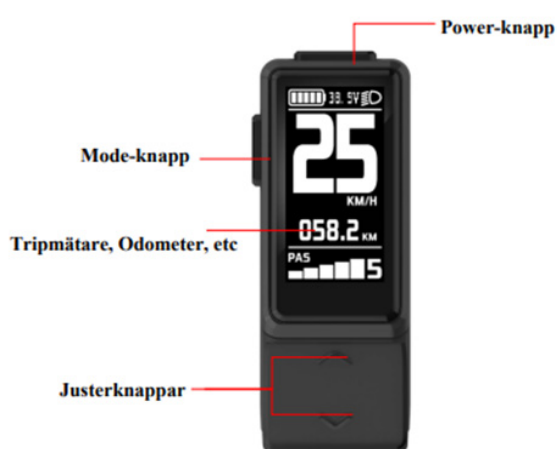 Power-knapp
38.5V
25
KM/H
Mode-knapp
058.2 KM
Tripmätare, Odometer, etc
PAS
5
Justerknappar